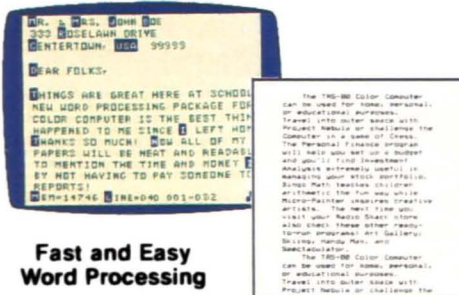 MR. & MRS. JOHN DOE
333 ROSELAWN DRIVE
CENTERTOWN, USA 99999
DEAR FOLKS,
THINGS ARE GREAT HERE AT SCHOOL
NEW WORD PROCESSING PACKAGE FOR
COLOR COMPUTER IS THE BEST THIN
HAPPENED TO ME SINCE I LEFT HOM
THANKS SO MUCH! NOW ALL OF MY
PAPERS WILL BE NEAT AND READABL
TO MENTION THE TIME AND MONEY I
BY NOT HAVING TO PAY SOMEONE TO
REPORTS!
MEM=14746 LINE=040 001-032
Fast and Easy
Word Processing
The TRS-80 Color Computer
can be used for home, personal,
or educational purposes.
Travel into outer space with
Project Nebula or challenge the
Computer in a game of Chess.
The Personal Finance program
will help you set up a budget
and you'll find Investment
Analysis extremely useful in
managing your stock portfolio.
Bingo Math teaches children
arithmetic the fun way while
Micro-Painter inspires creative
artists. The next time you
visit your Radio Shack store
also check these other ready-
to-run programs: Art Gallery,
Skiing, Handy Man, and
Spectaculator.
The TRS-80 Color Computer
can be used for home, personal,
or educational purposes.
Travel into outer space with
Project Nebula or challenge the